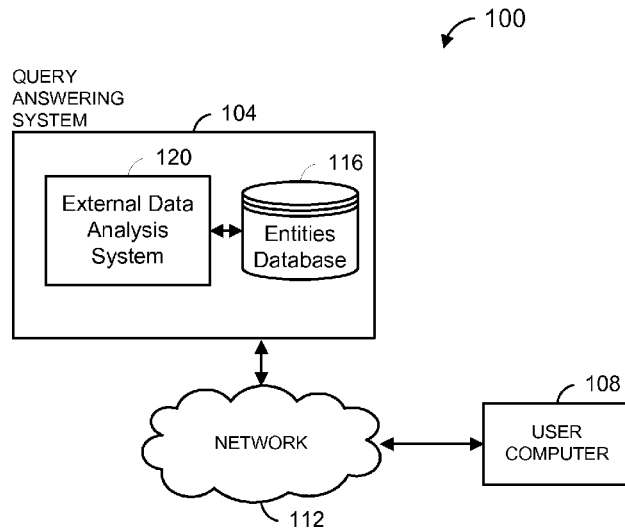 100
QUERY
ANSWERING
SYSTEM
104
120
116
External Data
Analysis
System
Entities
Database
108
NETWORK
USER
COMPUTER
112